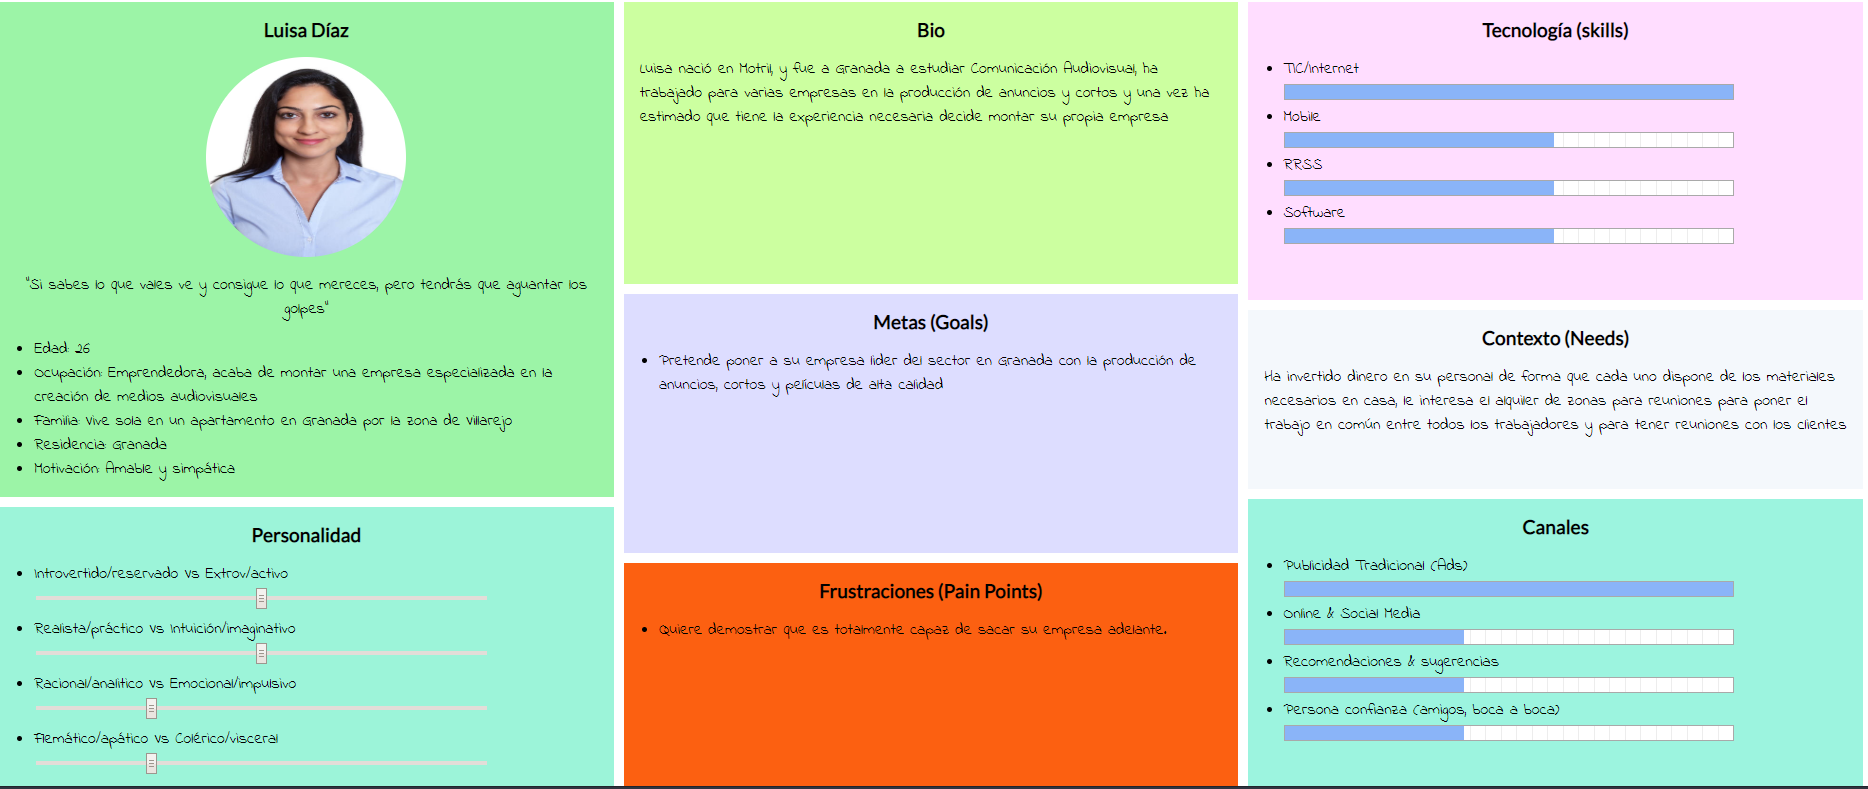 Luisa Díaz
"Si sabes lo que vales ve y consigue lo que mereces, pero tendrás que aguantar los
golpes"
Edad: 26
Ocupación: Emprendedora, acaba de montar una empresa especializada en la
creación de medios audiovisuales
Familia: Vive sola en un apartamento en Granada por la zona de Villarejo
Residencia: Granada
Motivación: Amable y simpática
Personalidad
Introvertido/reservado Vs Extrov/activo
Realista/práctico Vs Intuición/imaginativo
Racional/analítico Vs Emocional/impulsivo
Flemático/apático Vs Colérico/visceral
Bio
Luisa nació en Motril, y fue a Granada a estudiar Comunicación Audiovisual, ha
trabajado para varias empresas en la producción de anuncios y cortos y una vez ha
estimado que tiene la experiencia necesaria decide montar su propia empresa
Metas (Goals)
Pretende poner a su empresa líder del sector en Granada con la producción de
anuncios, cortos y películas de alta calidad
Frustraciones (Pain Points)
Quiere demostrar que es totalmente capaz de sacar su empresa adelante.
Tecnología (skills)
TIC/Internet
Mobile
RRSS
Software
Contexto (Needs)
Ha invertido dinero en su personal de forma que cada uno dispone de los materiales
necesarios en casa, le interesa el alquiler de zonas para reuniones para poner el
trabajo en común entre todos los trabajadores y para tener reuniones con los clientes
Canales
Publicidad Tradicional (Ads)
Online & Social Media
Recomendaciones & sugerencias
Persona confianza (amigos, boca a boca)